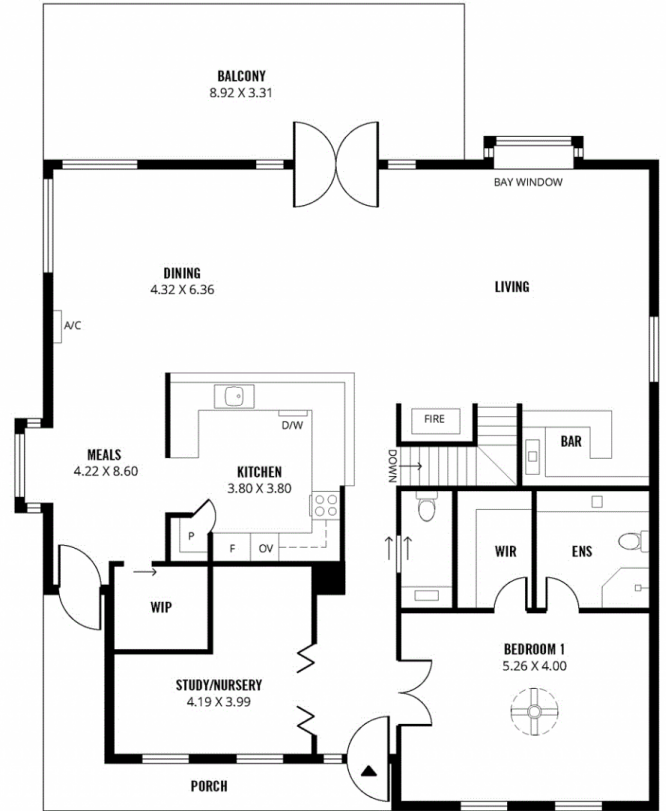 BALCONY
8.92 X 3.31
BAY WINDOW
DINING
4.32 X 6.36
LIVING
A/C
FIRE
D/W
BAR
MEALS
4.22 X 8.60
KITCHEN
3.80 X 3.80
DOWN
P
F
OV
WIR
ENS
WIP
BEDROOM 1
5.26 X 4.00
STUDY/NURSERY
4.19 X 3.99
PORCH